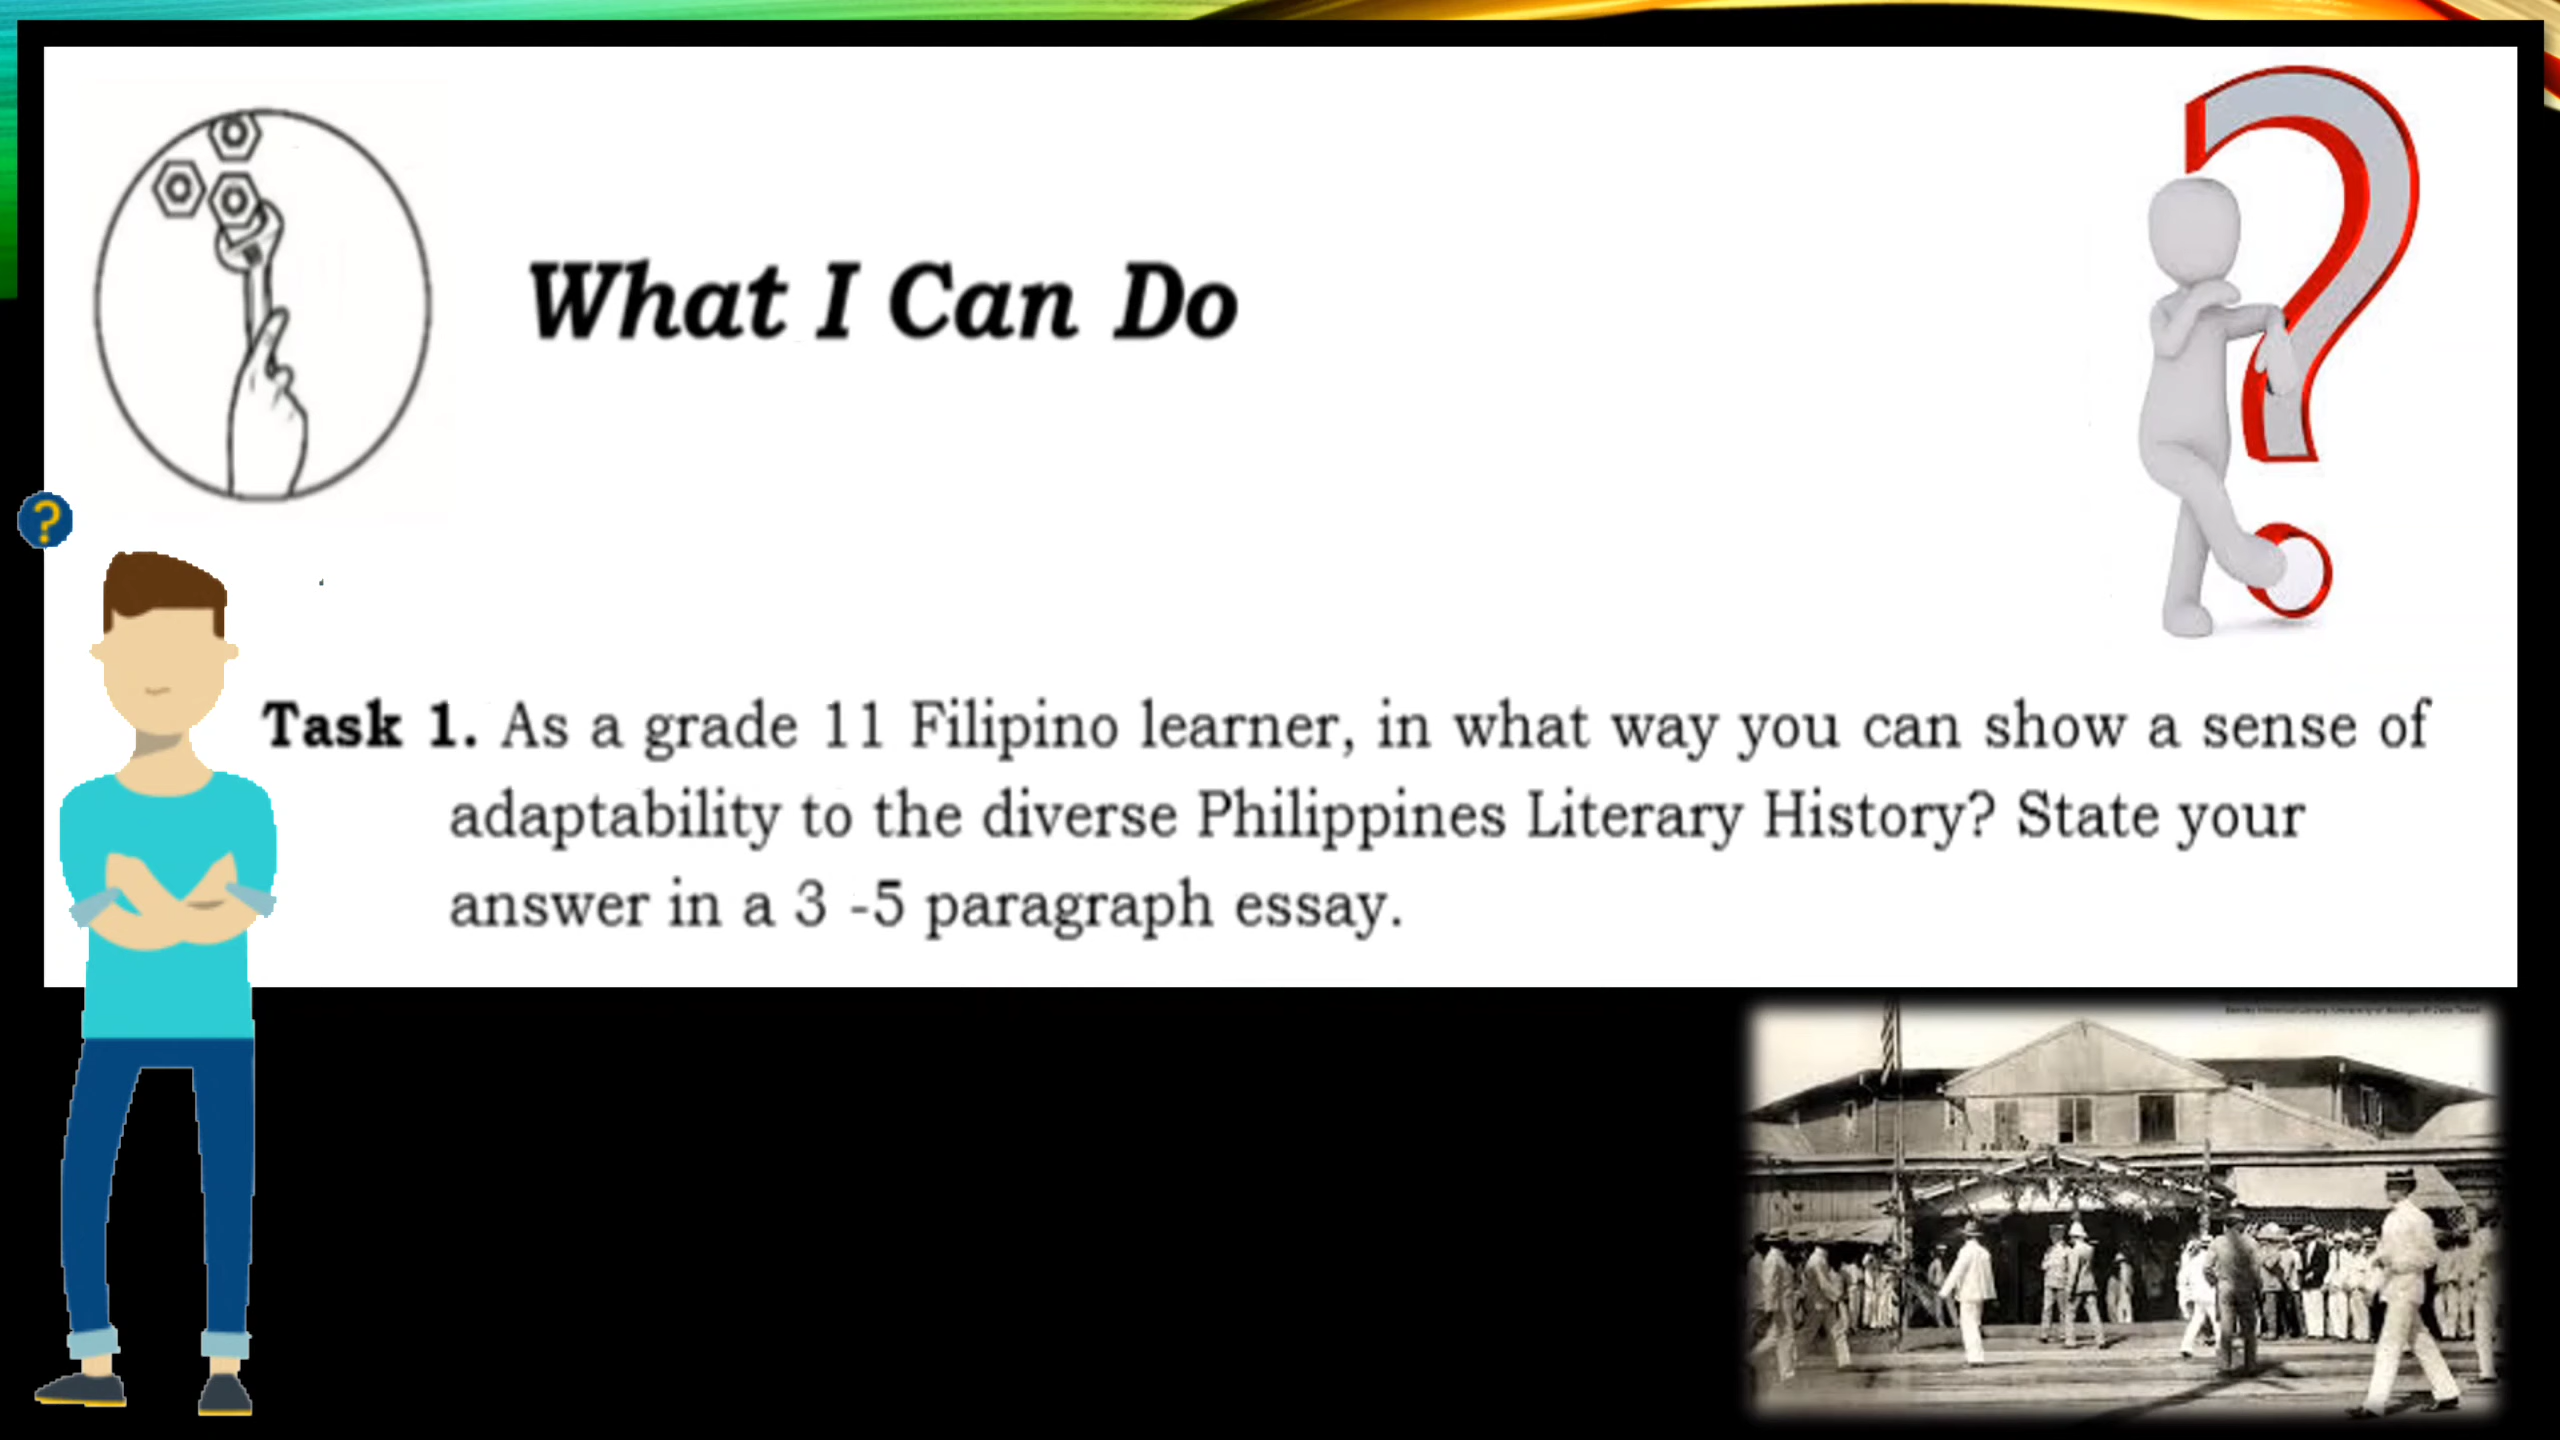 What I Can Do
Task 1. As a grade 11 Filipino learner, in what way you can show a sense of
adaptability to the diverse Philippines Literary History? State your
answer in a 3 -5 paragraph essay.